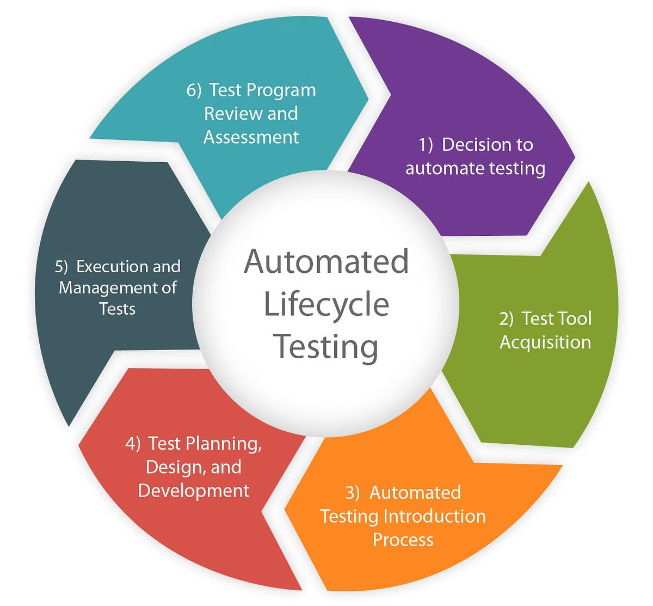 Automated
Lifecycle
Testing
1) Decision to
automate testing
2) Test Tool
Acquisition
3) Automated
Testing Introduction
Process
4) Test Planning,
Design, and
Development
5) Execution and
Management of
Tests
6) Test Program
Review and
Assessment